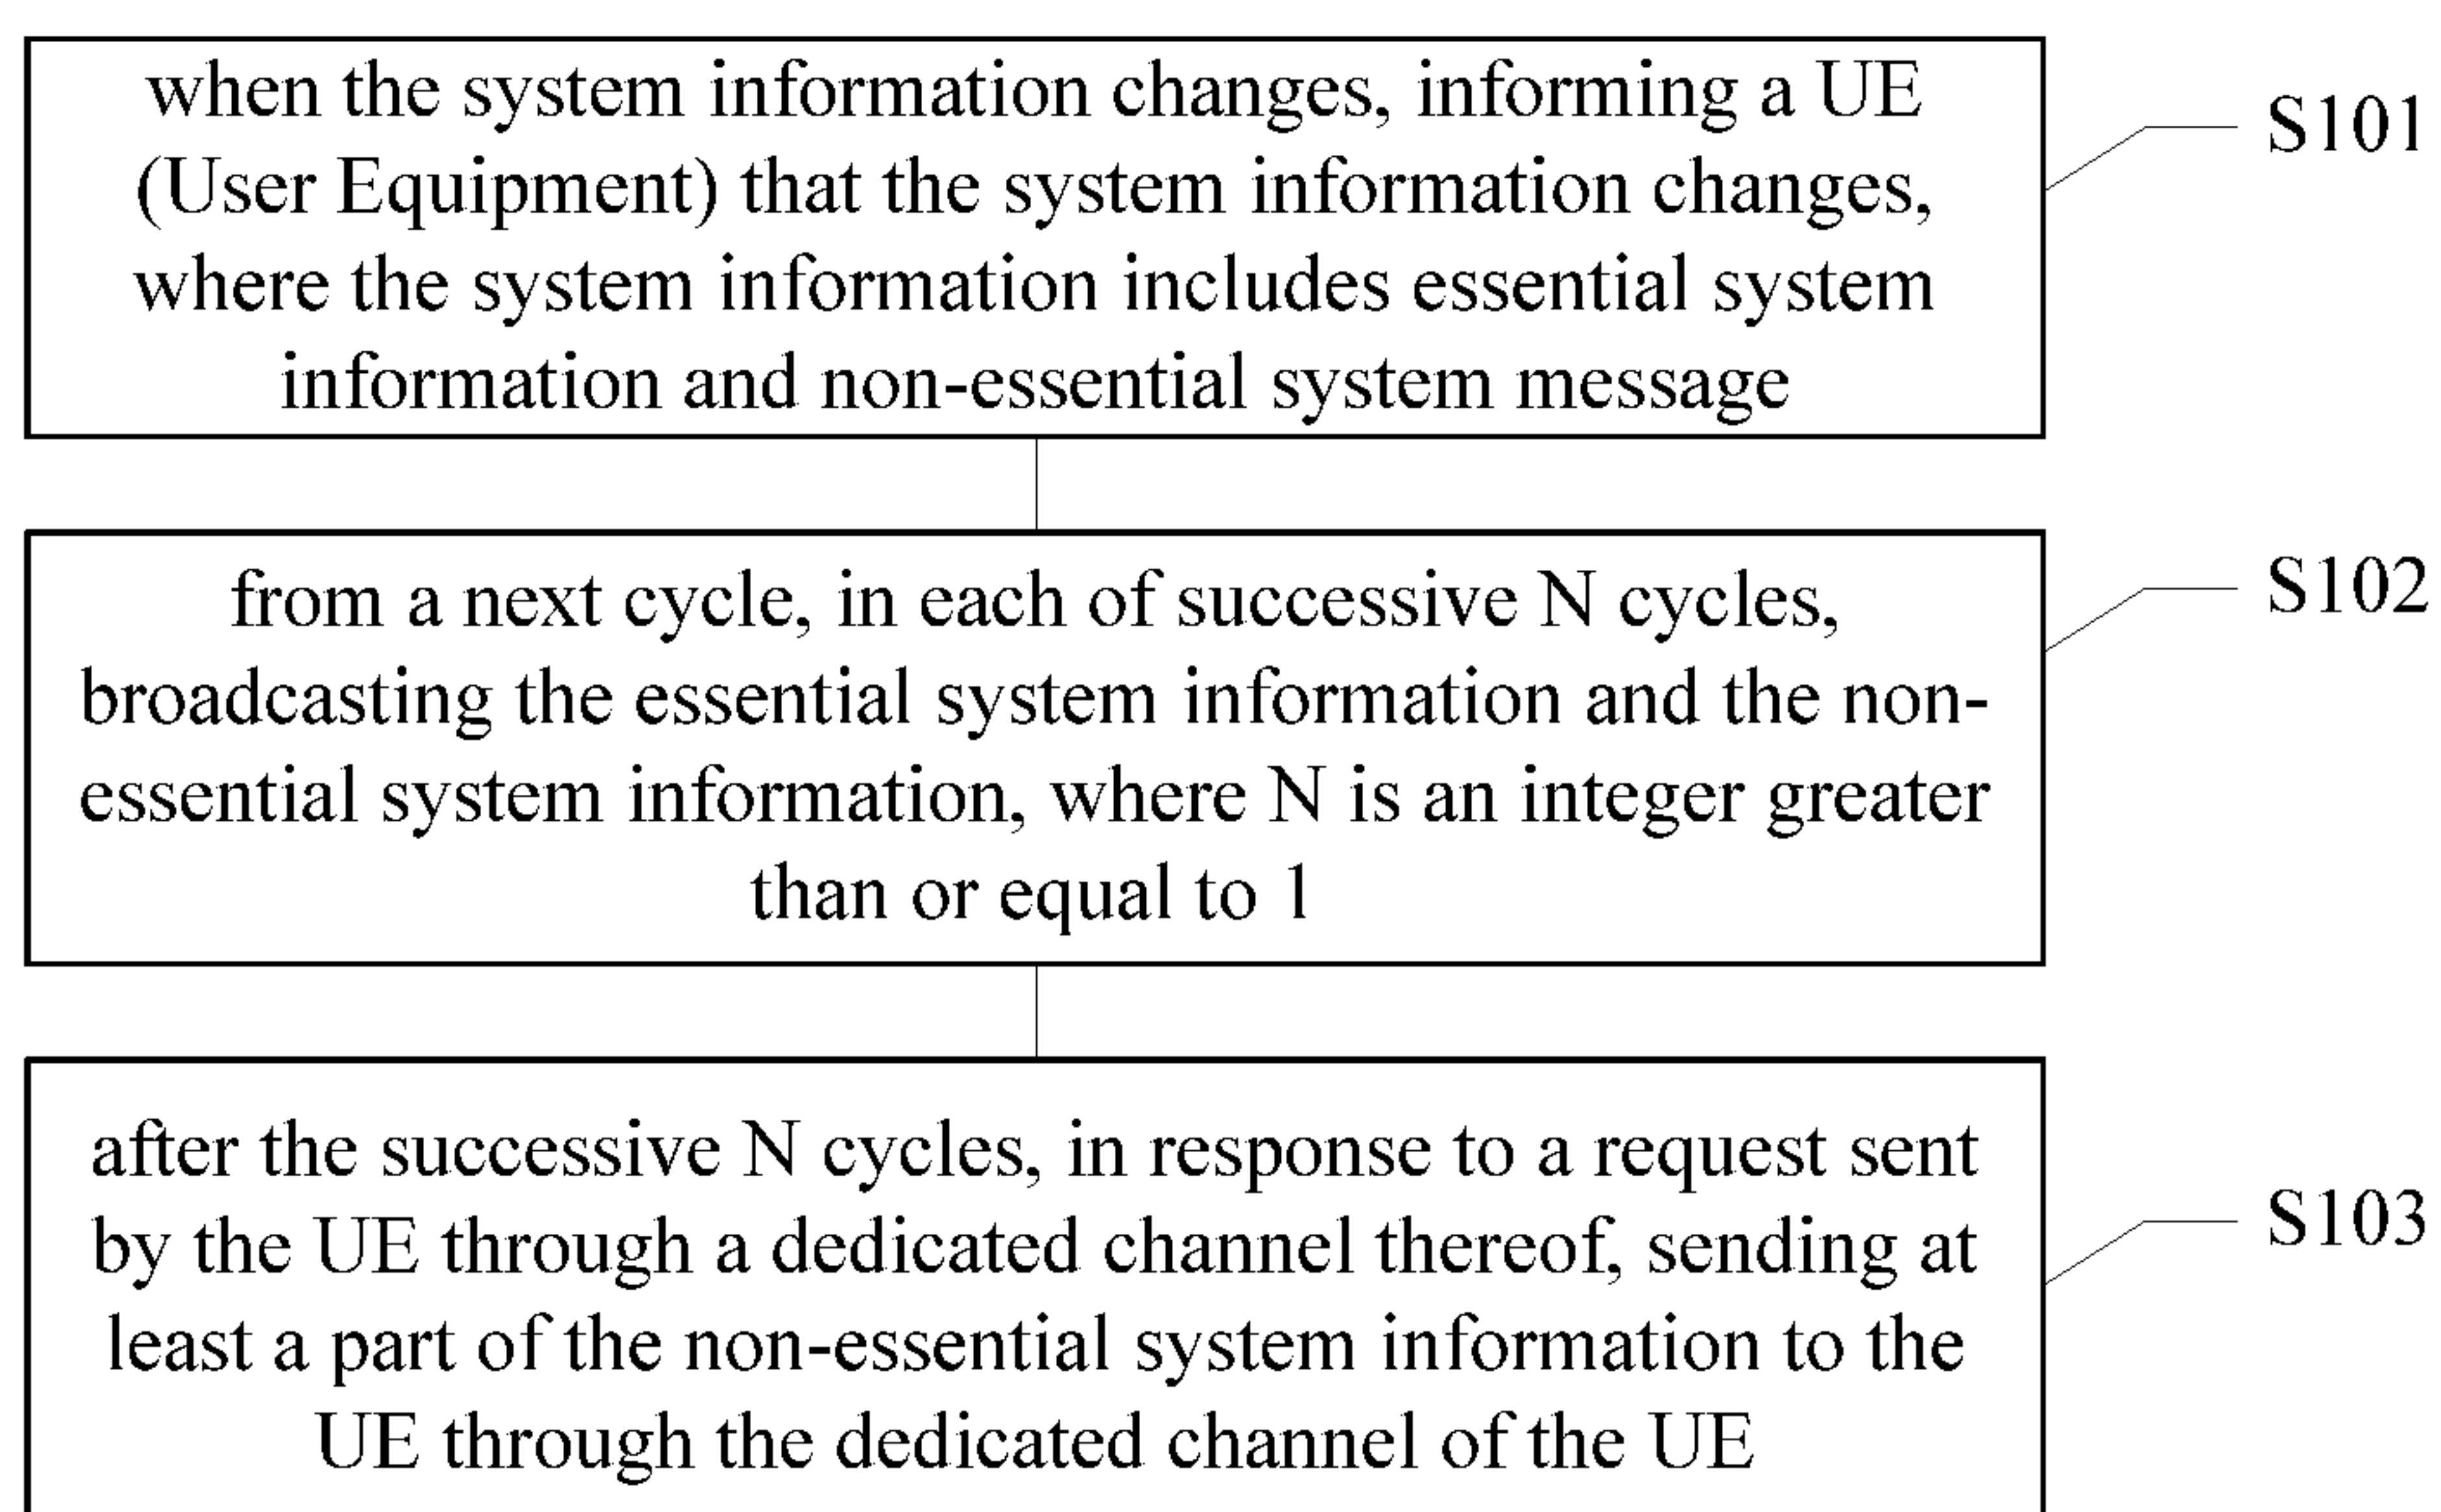 when the system information changes, informing a UE
(User Equipment) that the system information changes,
where the system information includes essential system
information and non-essential system message
S101
from a next cycle, in each of successive N cycles,
broadcasting the essential system information and the non-
essential system information, where N is an integer greater
than or equal to 1
S102
after the successive N cycles, in response to a request sent
by the UE through a dedicated channel thereof, sending at
least a part of the non-essential system information to the
UE through the dedicated channel of the UE
S103